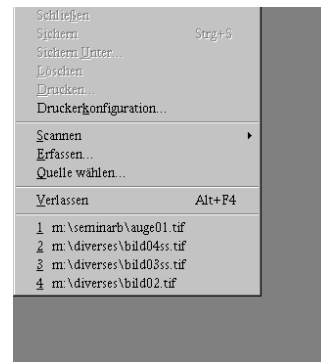 Schließen
Sichern Strg+S
Sichern Unter...
Löschen
Drucken...
Druckerkonfiguration...
Scannen
Erfassen...
Quelle wählen...
Verlassen Alt+F4
1 m:\seminarb\auge01.tif
2 m:\diverses\bild04ss.tif
3 m:\diverses\bild03ss.tif
4 m:\diverses\bild02.tif